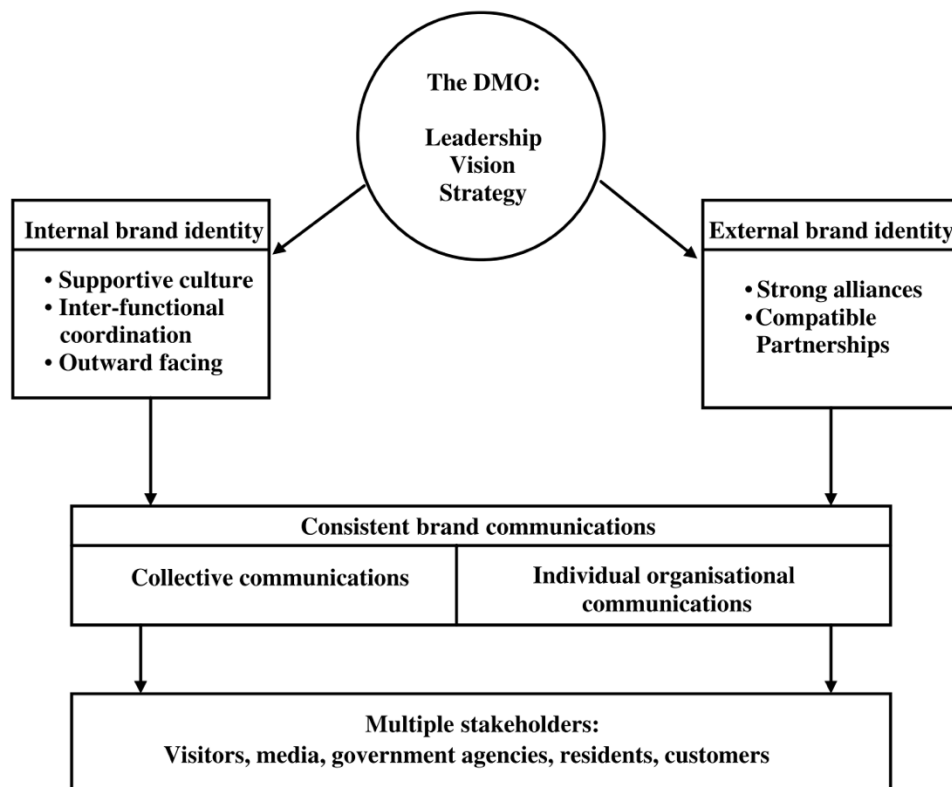 The DMO:
Leadership
Vision
Strategy
Internal brand identity
• Supportive culture
• Inter-functional
coordination
• Outward facing
External brand identity
• Strong alliances
• Compatible
Partnerships
Consistent brand communications
Collective communications
Individual organisational
communications
Multiple stakeholders:
Visitors, media, government agencies, residents, customers